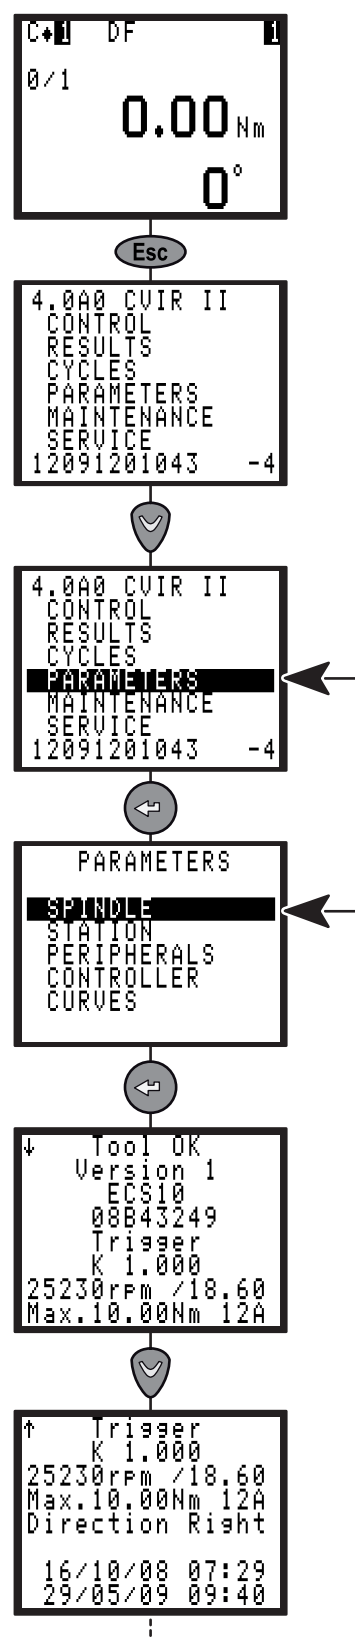 C♦1 DF 1
0/1
0.00 Nm
0°
Esc
4.0A0 CVIR II
CONTROL
RESULTS
CYCLES
PARAMETERS
MAINTENANCE
SERVICE
12091201043 -4
4.0A0 CVIR II
CONTROL
RESULTS
CYCLES
PARAMETERS
MAINTENANCE
SERVICE
12091201043 -4
PARAMETERS
SPINDLE
STATION
PERIPHERALS
CONTROLLER
CURVES
↓ Tool OK
Version 1
ECS10
08B43249
Trigger
K 1.000
25230rpm /18.60
Max.10.00Nm 12A
↑ Trigger
K 1.000
25230rpm /18.60
Max.10.00Nm 12A
Direction Right
16/10/08 07:29
29/05/09 09:40